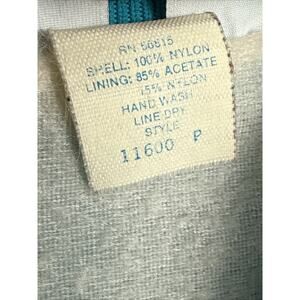 RN 56815
SHELL: 100% NYLON
LINING: 85% ACETATE
15% NYLON
HAND WASH
LINE DRY
STYLE
11600 P